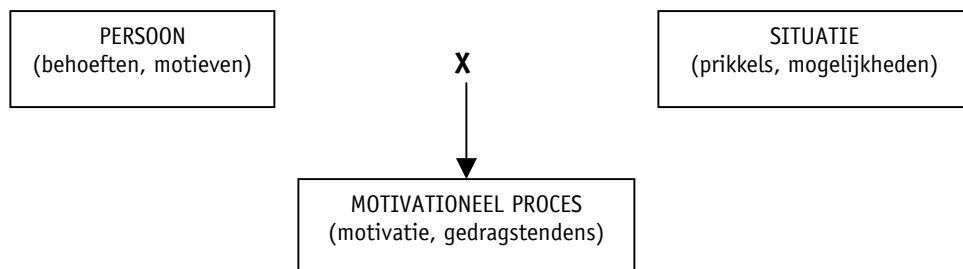 PERSOON
(behoeften, motieven)
X
SITUATIE
(prikkels, mogelijkheden)
MOTIVATIONEEL PROCES
(motivatie, gedragstendens)